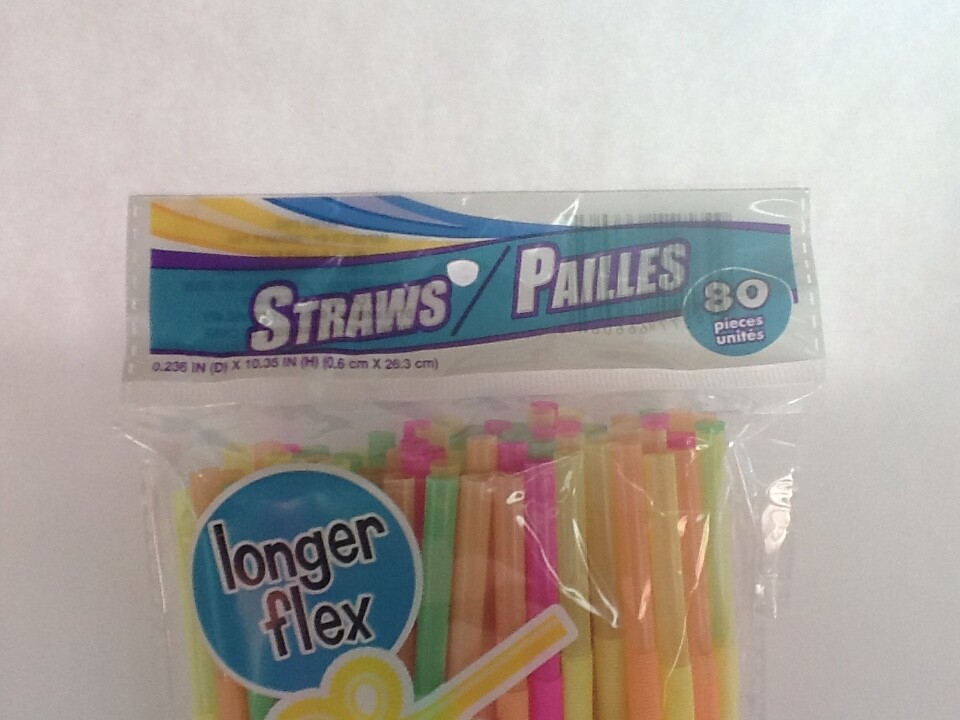 STRAWS / PAILLES
80
pieces
unités
0.236 IN (D) X 10.35 IN (H) (0.6 cm X 26.3 cm)
longer
flex